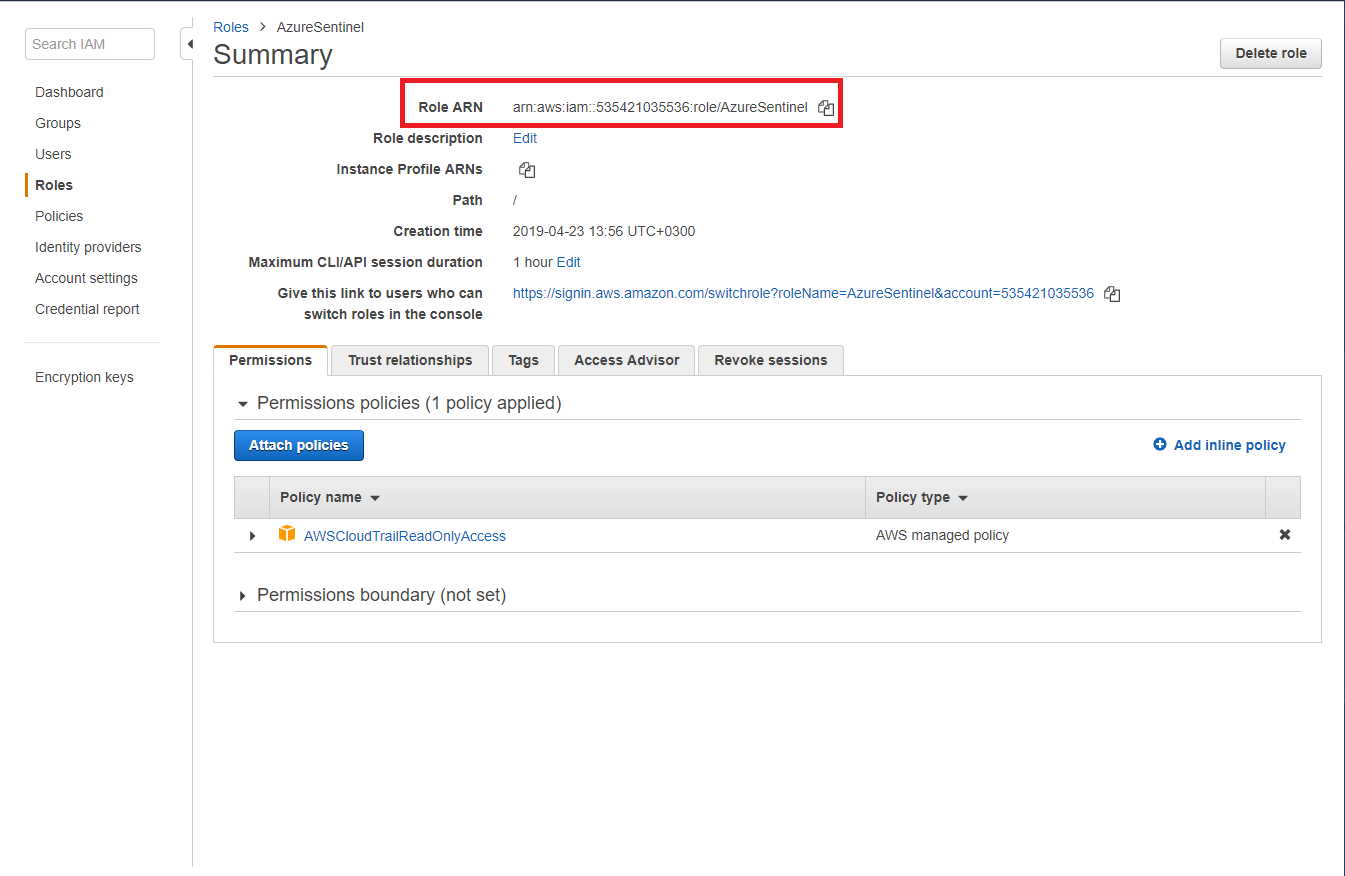 Search IAM
Dashboard
Groups
Users
Roles
Policies
Identity providers
Account settings
Credential report
Encryption keys
Roles > AzureSentinel
Summary
Delete role
Role ARN arn:aws:iam::535421035536:role/AzureSentinel
Role description Edit
Instance Profile ARNs
Path /
Creation time 2019-04-23 13:56 UTC+0300
Maximum CLI/API session duration 1 hour Edit
Give this link to users who can https://signin.aws.amazon.com/switchrole?roleName=AzureSentinel&account=535421035536
switch roles in the console
Permissions Trust relationships Tags Access Advisor Revoke sessions
Permissions policies (1 policy applied)
Attach policies Add inline policy
Policy name Policy type
AWSCloudTrailReadOnlyAccess AWS managed policy
Permissions boundary (not set)